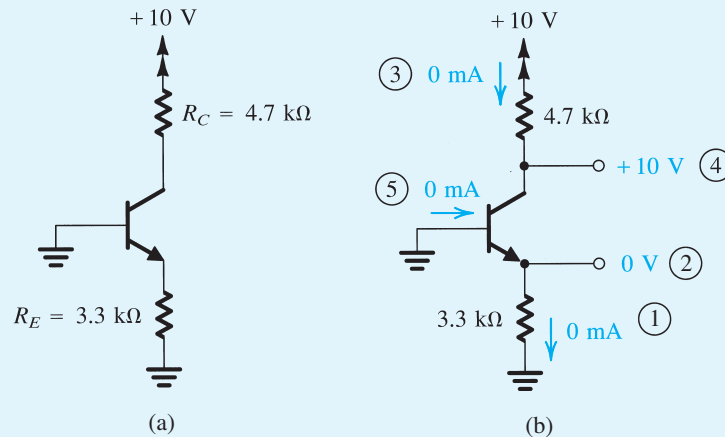 +10 V
R_C = 4.7 kΩ
R_E = 3.3 kΩ
(a)
+10 V
③ 0 mA
4.7 kΩ
+10 V ④
⑤ 0 mA
0 V ②
3.3 kΩ
0 mA ①
(b)